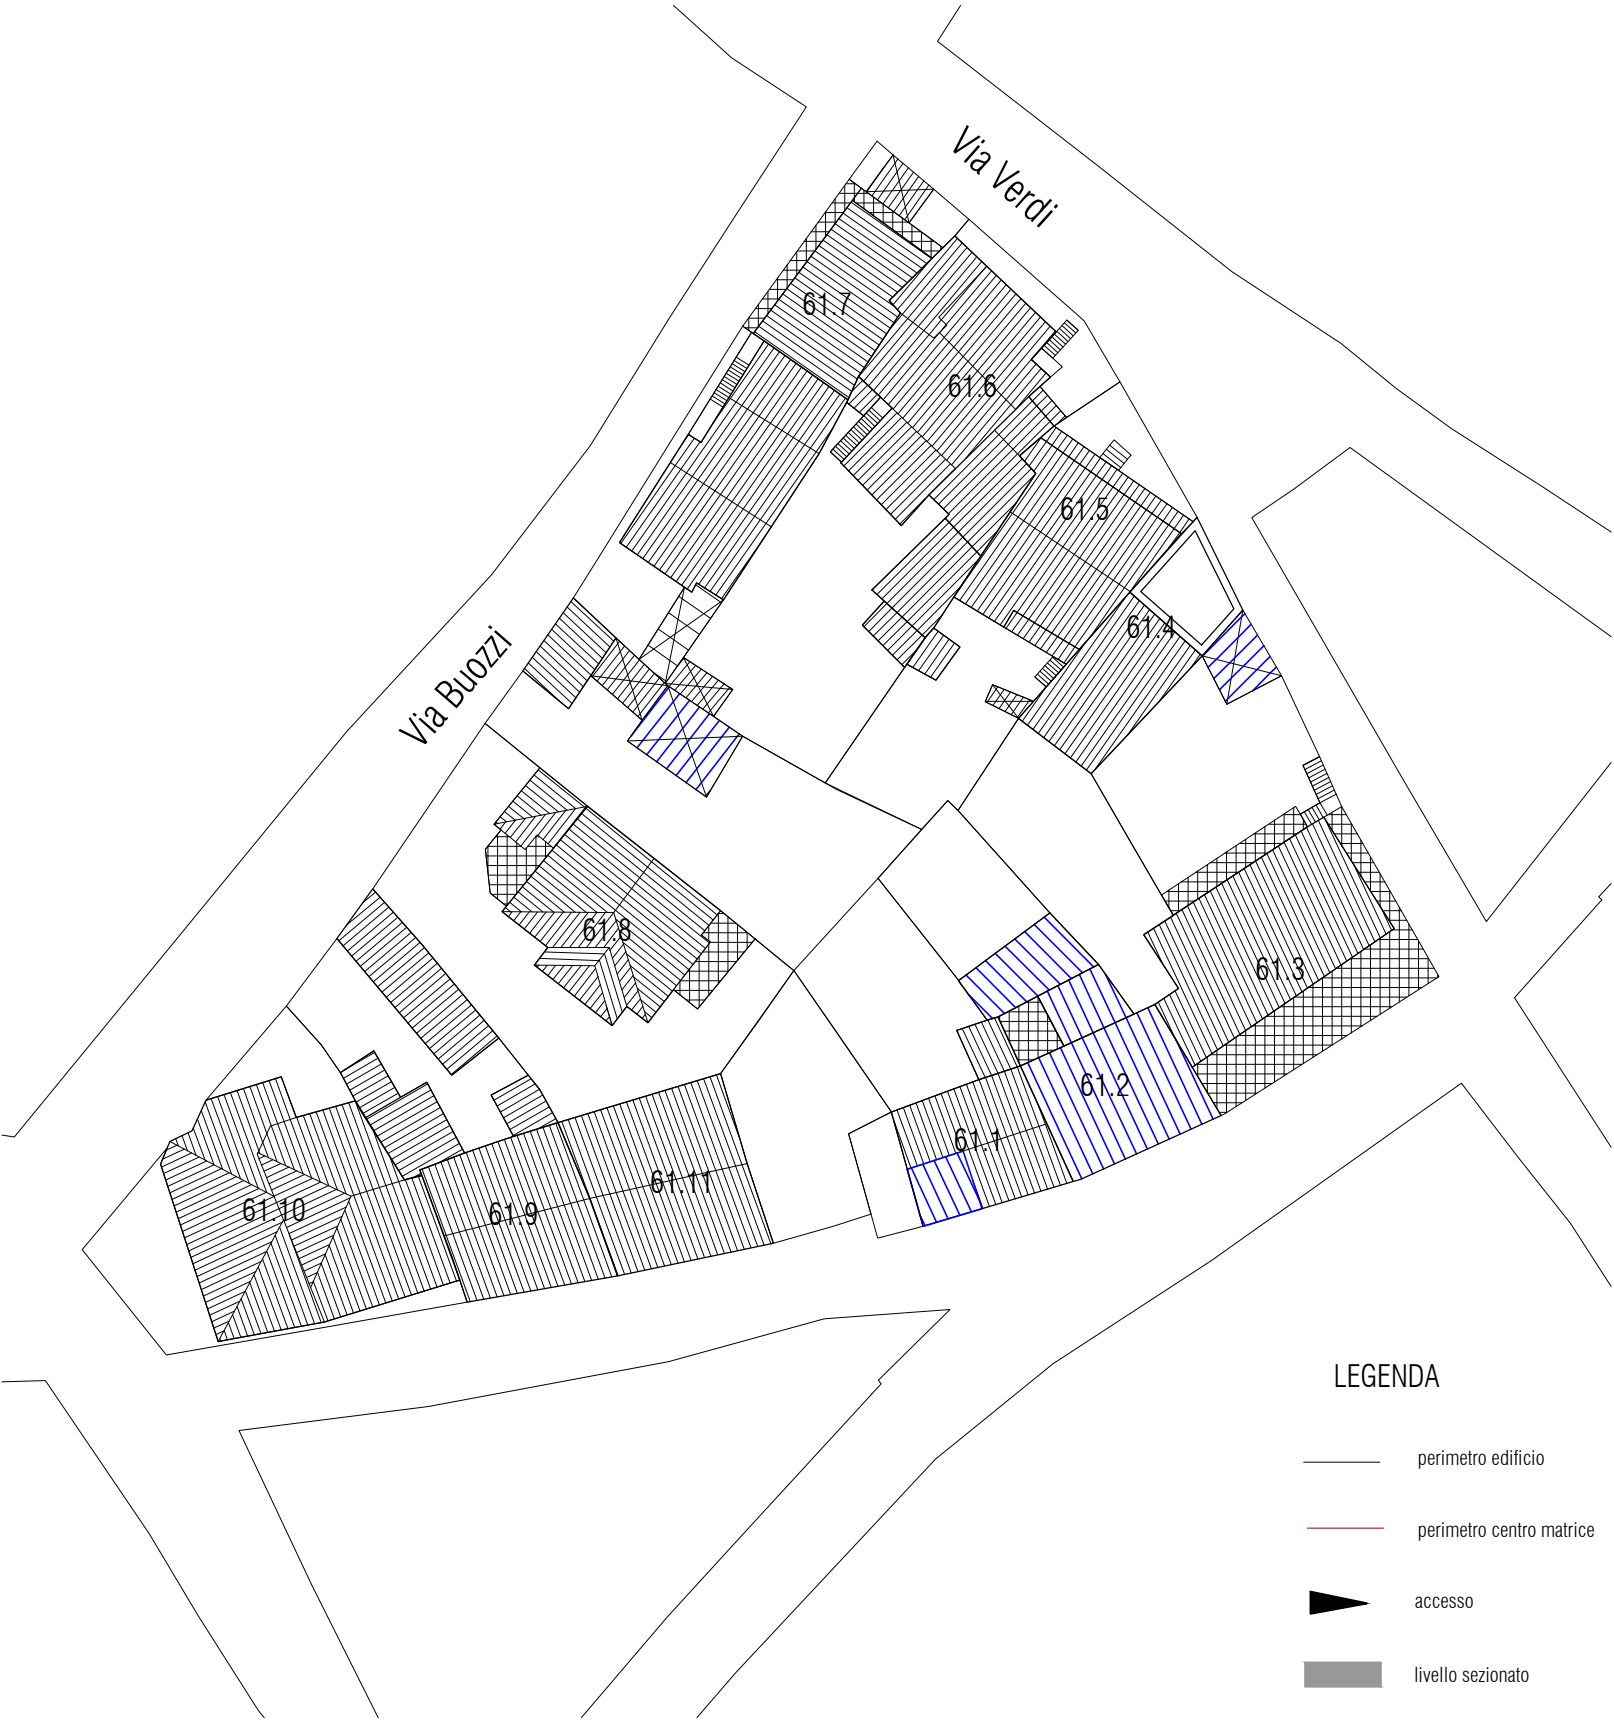 Via Verdi
61.7
61.6
61.5
61.4
Via Buozzi
61.8
61.3
61.2
61.1
61.11
61.10
61.9
LEGENDA
perimetro edificio
perimetro centro matrice
accesso
livello sezionato